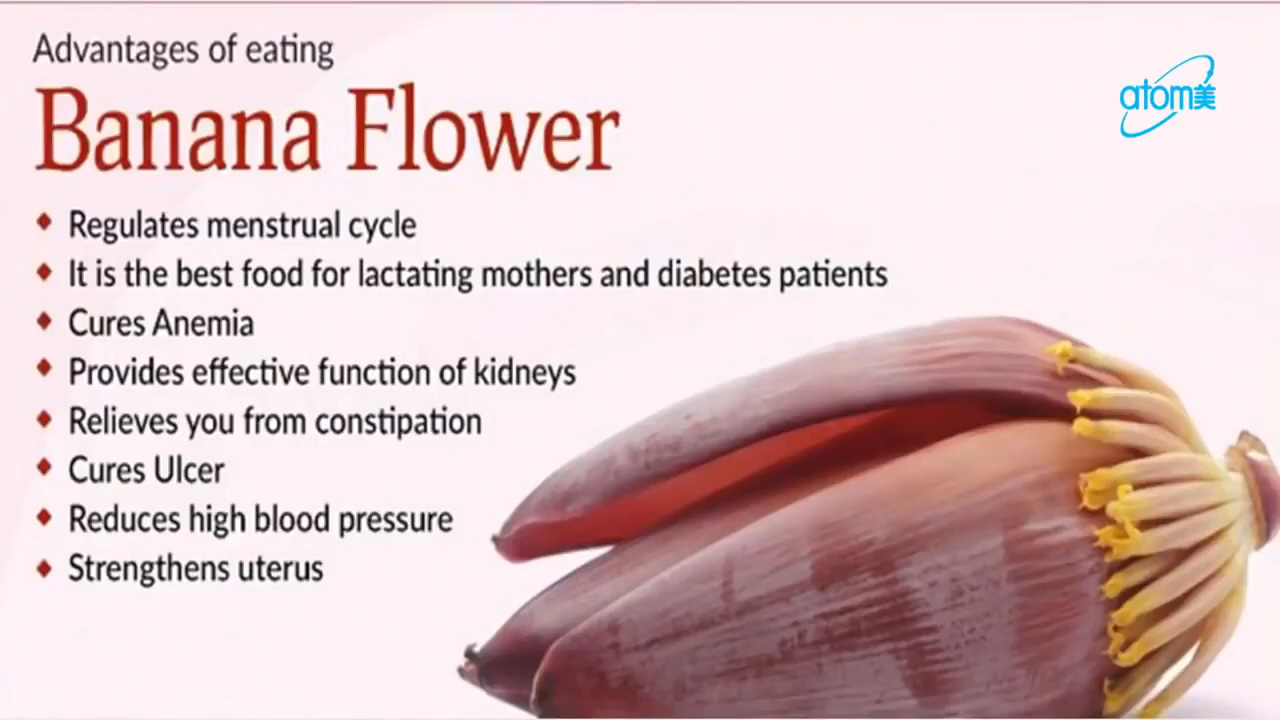 Advantages of eating
Banana Flower
atom美
Regulates menstrual cycle
It is the best food for lactating mothers and diabetes patients
Cures Anemia
Provides effective function of kidneys
Relieves you from constipation
Cures Ulcer
Reduces high blood pressure
Strengthens uterus